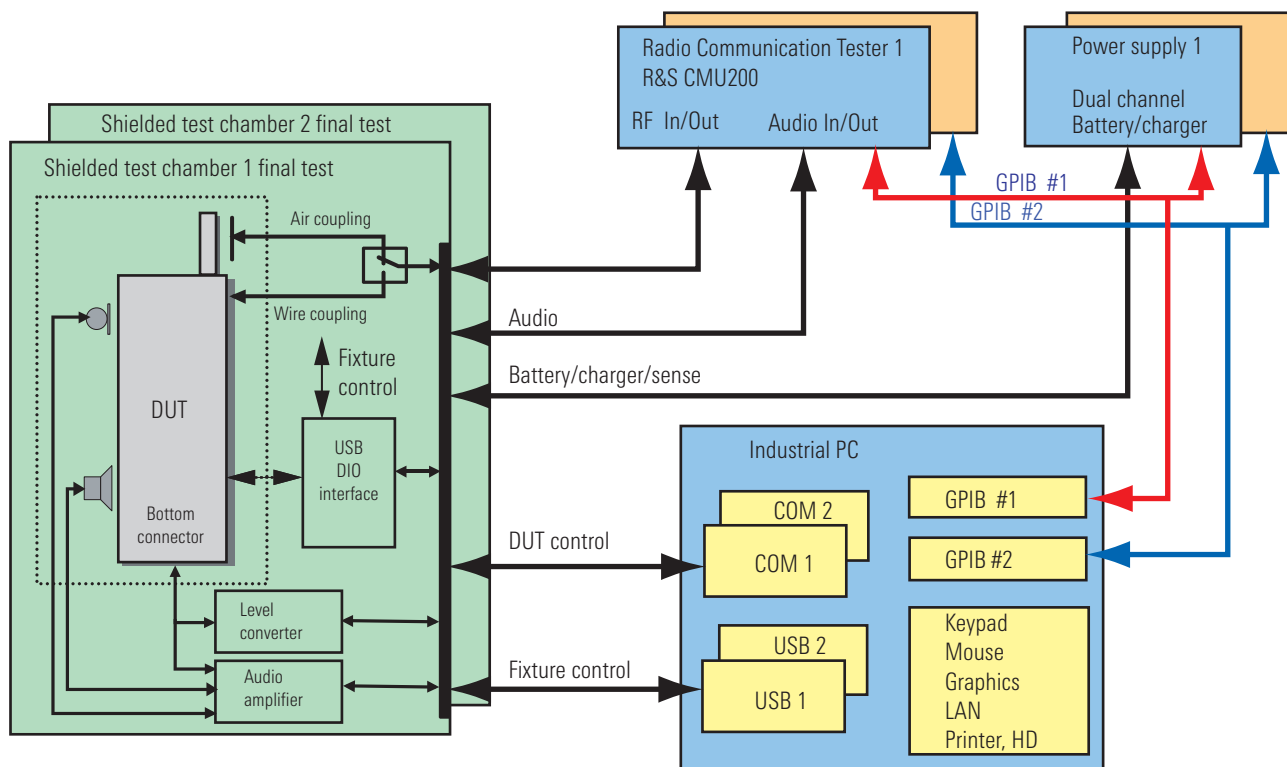 Radio Communication Tester 1
R&S CMU200
RF In/Out
Audio In/Out
Power supply 1
Dual channel
Battery/charger
GPIB #1
GPIB #2
Shielded test chamber 2 final test
Shielded test chamber 1 final test
Air coupling
Wire coupling
Fixture
control
DUT
Bottom
connector
USB
DIO
interface
Level
converter
Audio
amplifier
Audio
Battery/charger/sense
DUT control
Fixture control
Industrial PC
COM 2
COM 1
USB 2
USB 1
GPIB #1
GPIB #2
Keypad
Mouse
Graphics
LAN
Printer, HD